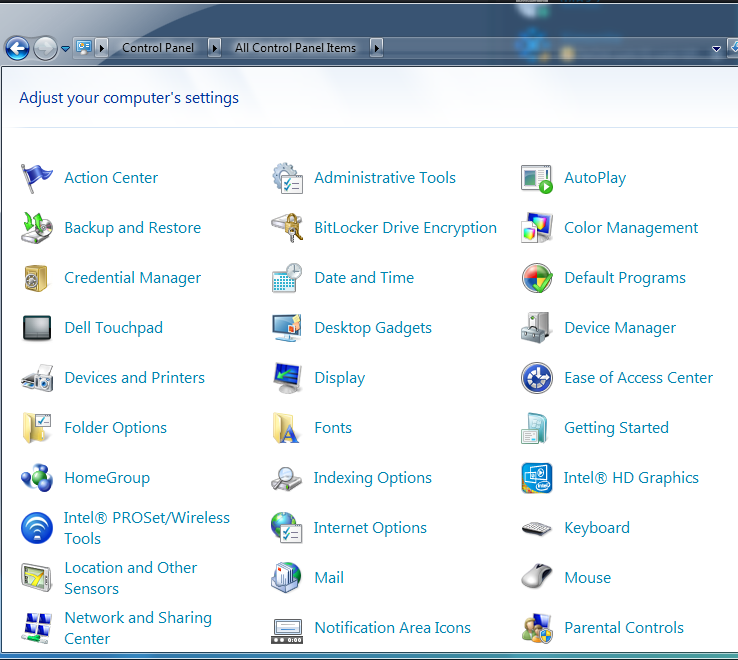 Control Panel All Control Panel Items
Adjust your computer's settings
Action Center Administrative Tools AutoPlay
Backup and Restore BitLocker Drive Encryption Color Management
Credential Manager Date and Time Default Programs
Dell Touchpad Desktop Gadgets Device Manager
Devices and Printers Display Ease of Access Center
Folder Options Fonts Getting Started
HomeGroup Indexing Options Intel® HD Graphics
Intel® PROSet/Wireless
Tools
Internet Options Keyboard
Location and Other
Sensors
Mail Mouse
Network and Sharing
Center
Notification Area Icons Parental Controls